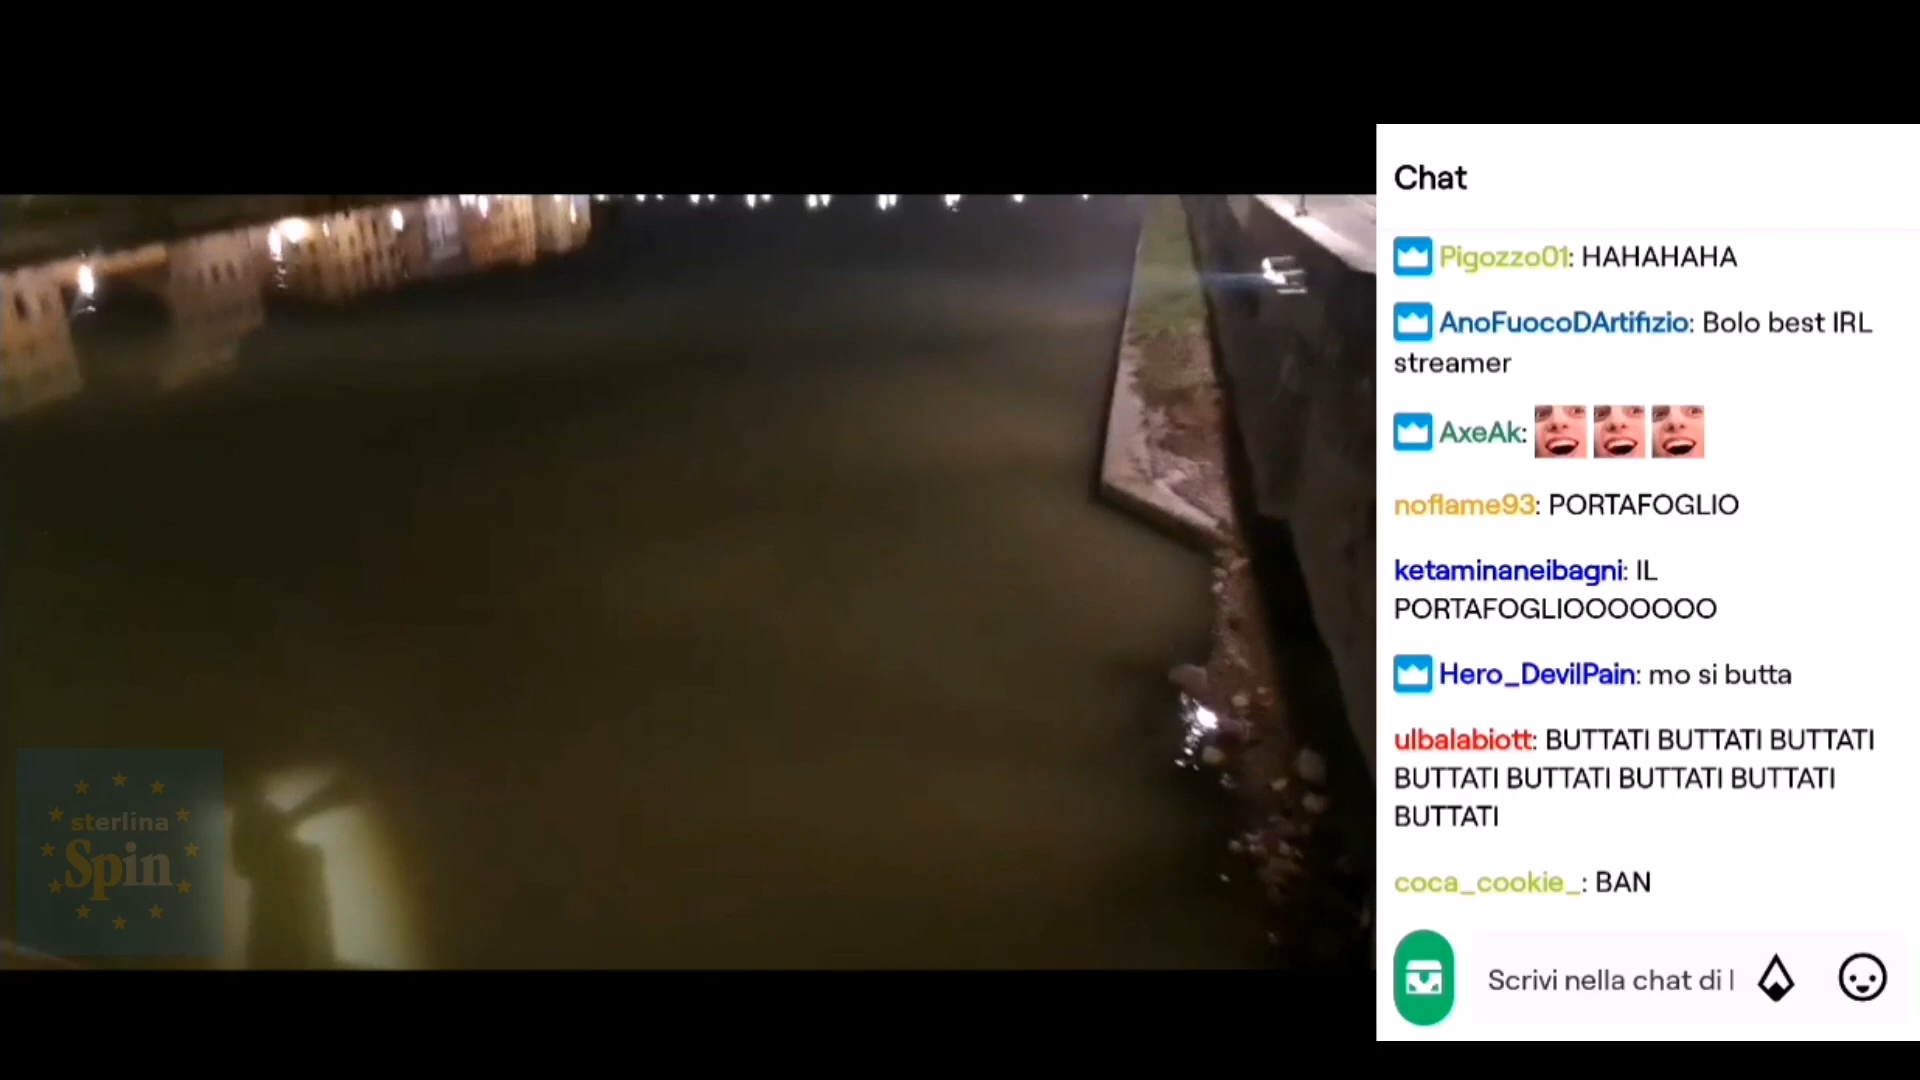 Chat
Pigozzo01: HAHAHAHA
AnoFuocoDArtifizio: Bolo best IRL
streamer
AxeAk:
noflame93: PORTAFOGLIO
ketaminaneibagni: IL
PORTAFOGLIOOOOOOO
Hero_DevilPain: mo si butta
ulbalabiott: BUTTATI BUTTATI BUTTATI
BUTTATI BUTTATI BUTTATI BUTTATI
BUTTATI
coca_cookie_: BAN
Scrivi nella chat di
sterlina
Spin